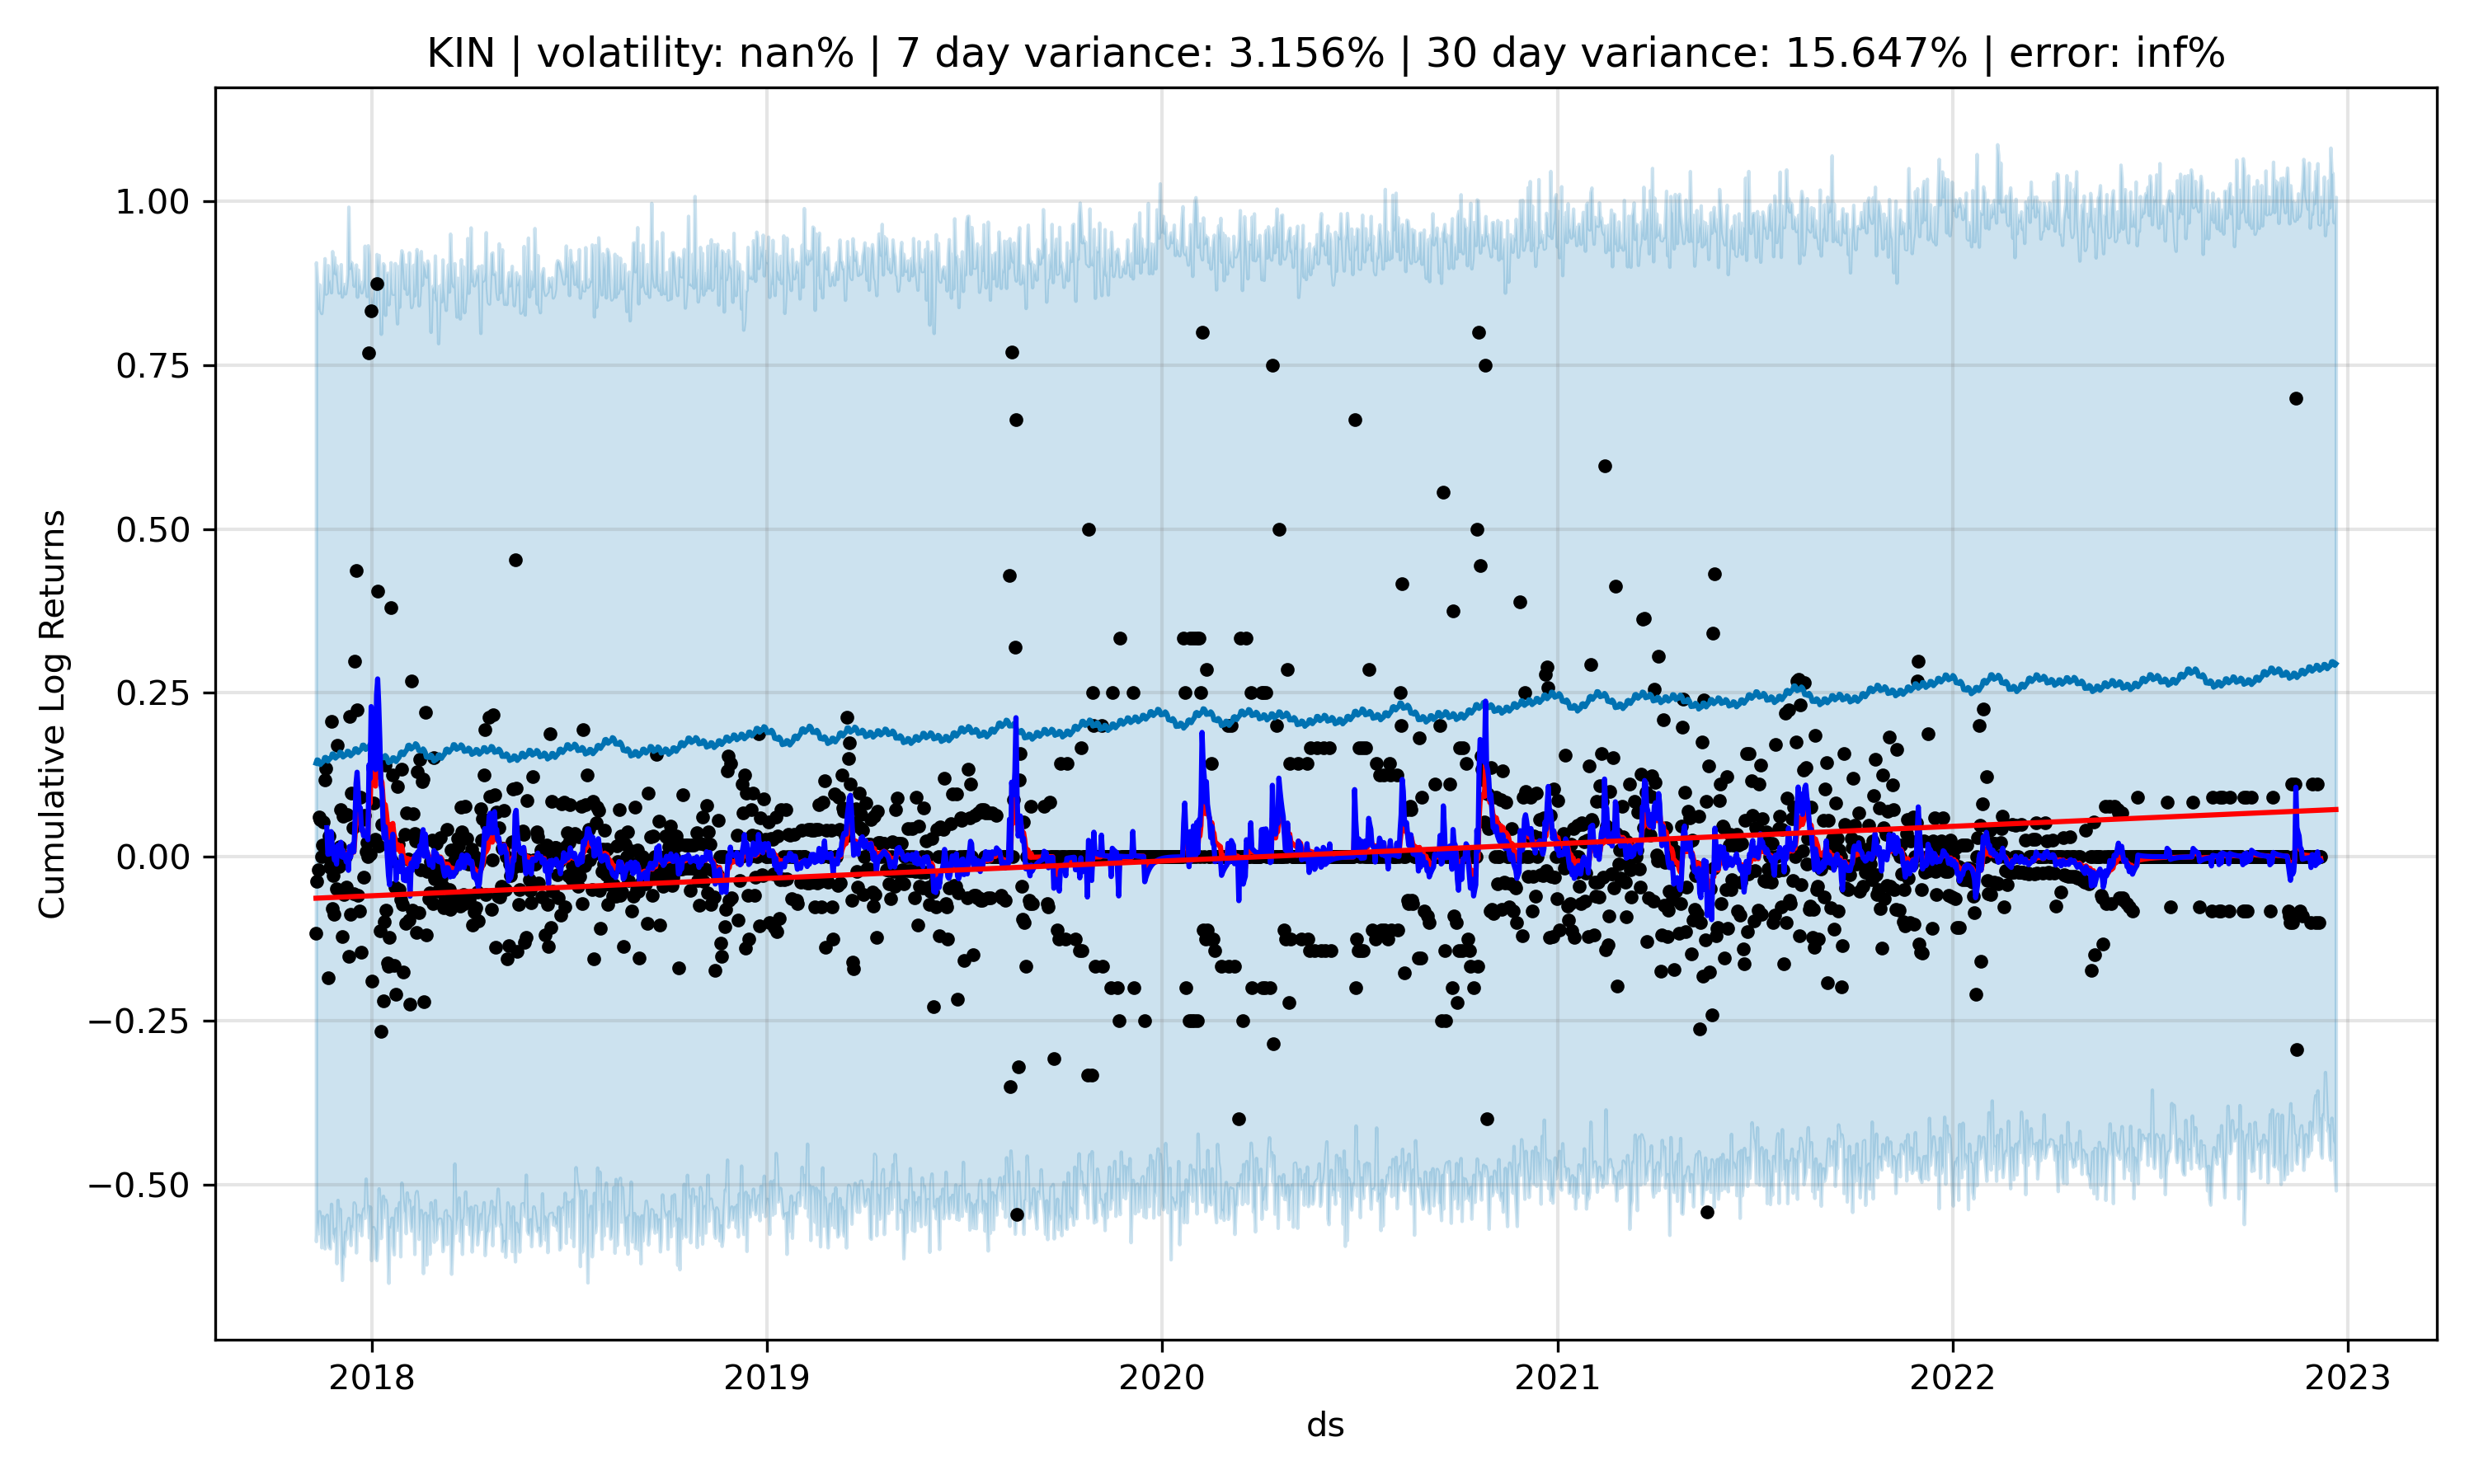 KIN | volatility: nan% | 7 day variance: 3.156% | 30 day variance: 15.647% | error: inf%
Cumulative Log Returns
1.00
0.75
0.50
0.25
0.00
−0.25
−0.50
2018 2019 2020 2021 2022 2023
ds